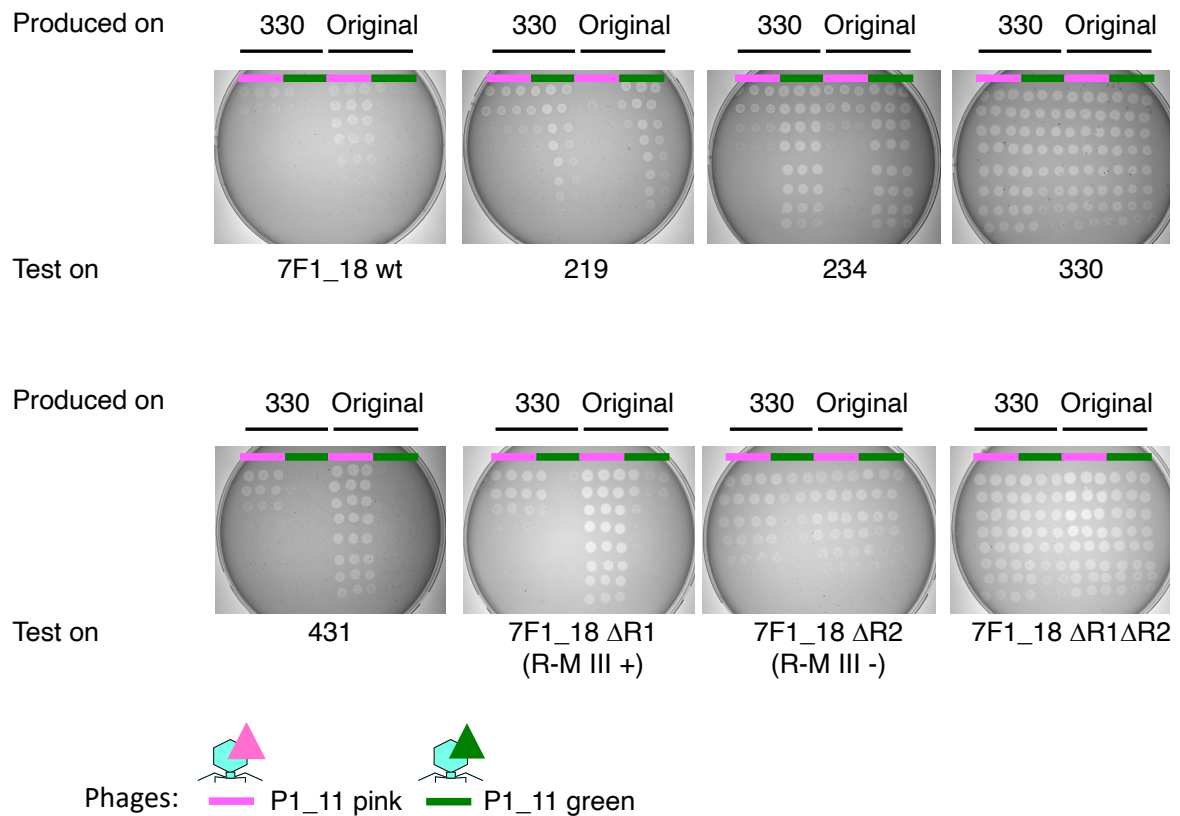 Produced on 330 Original 330 Original 330 Original 330 Original
Test on 7F1_18 wt 219 234 330
Produced on 330 Original 330 Original 330 Original 330 Original
Test on 431 7F1_18 ΔR1 7F1_18 ΔR2 7F1_18 ΔR1ΔR2
(R-M III +) (R-M III -)
Phages: P1_11 pink P1_11 green